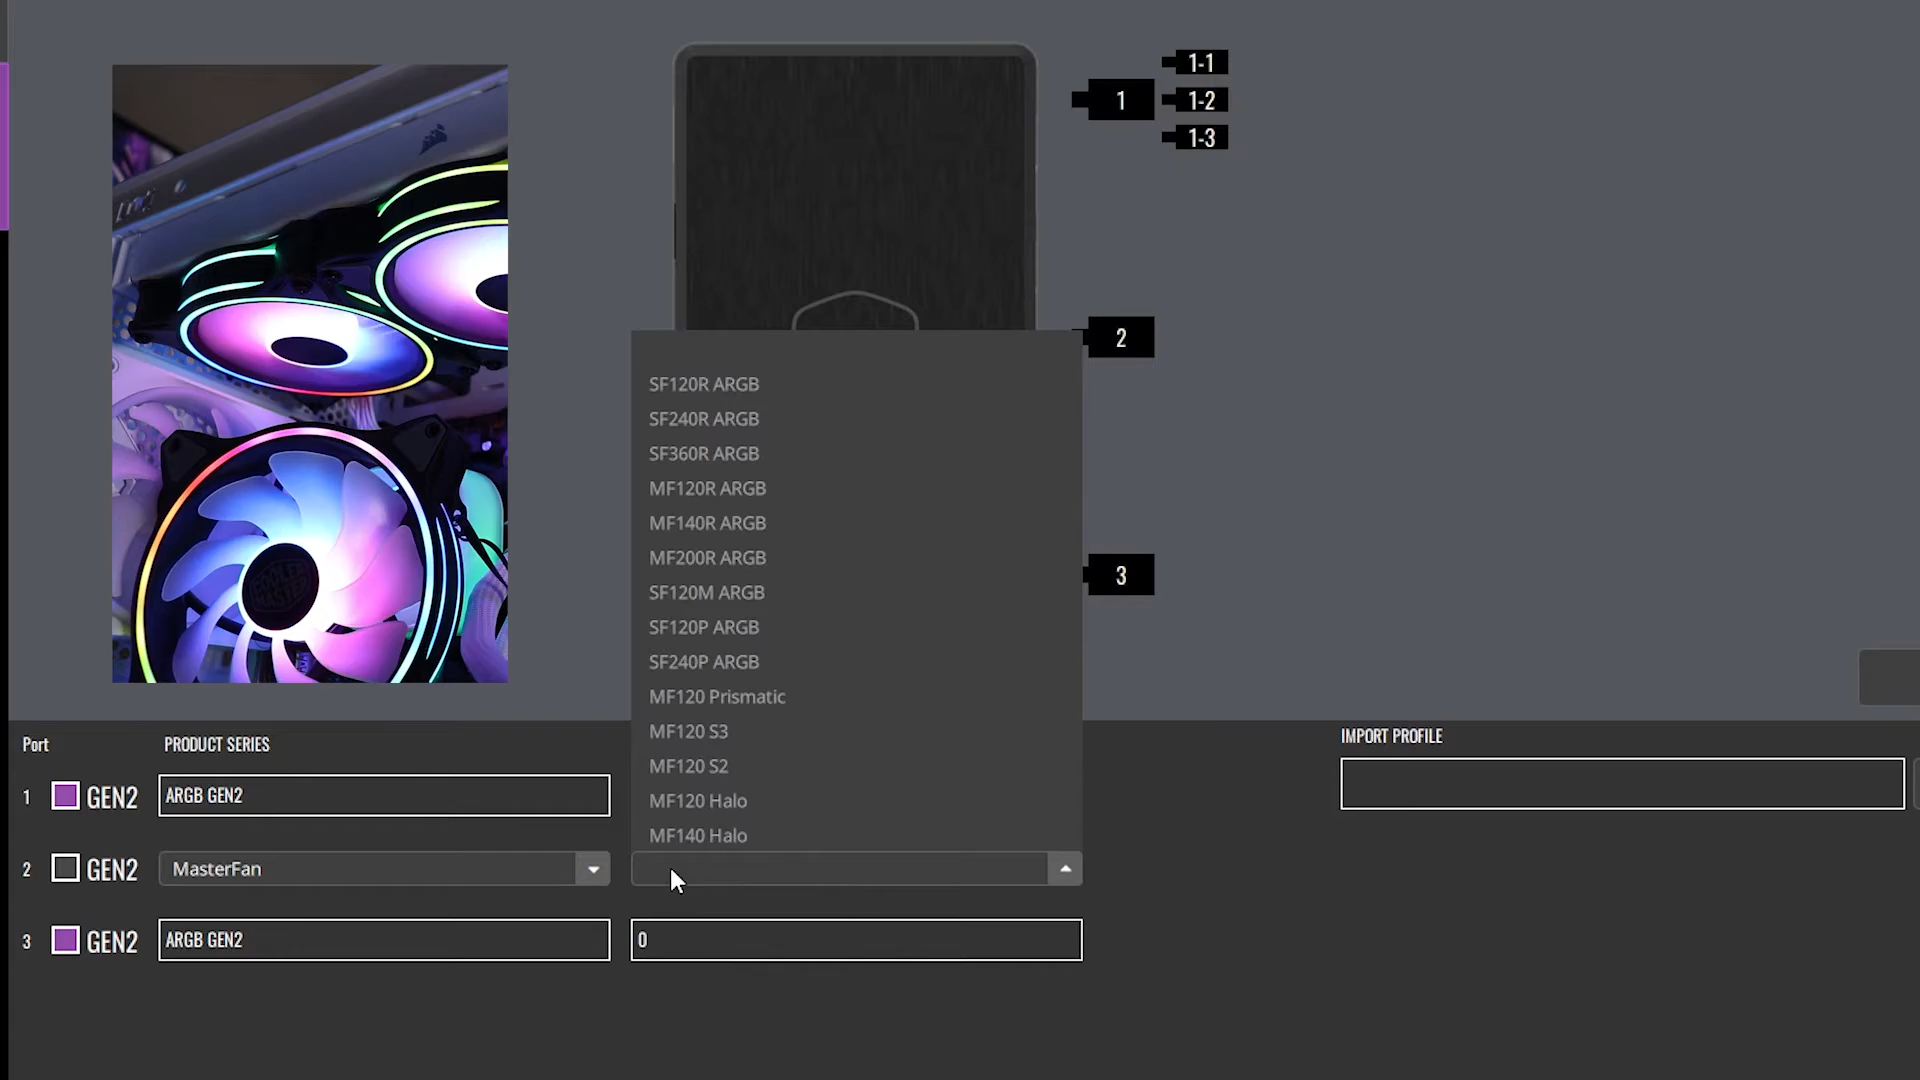 1
1-1
1-2
1-3
2
3
COOLER
MASTER
SF120R ARGB
SF240R ARGB
SF360R ARGB
MF120R ARGB
MF140R ARGB
MF200R ARGB
SF120M ARGB
SF120P ARGB
SF240P ARGB
MF120 Prismatic
MF120 S3
MF120 S2
MF120 Halo
MF140 Halo
Port
PRODUCT SERIES
IMPORT PROFILE
1 GEN2 ARGB GEN2
2 GEN2 MasterFan
3 GEN2 ARGB GEN2 0